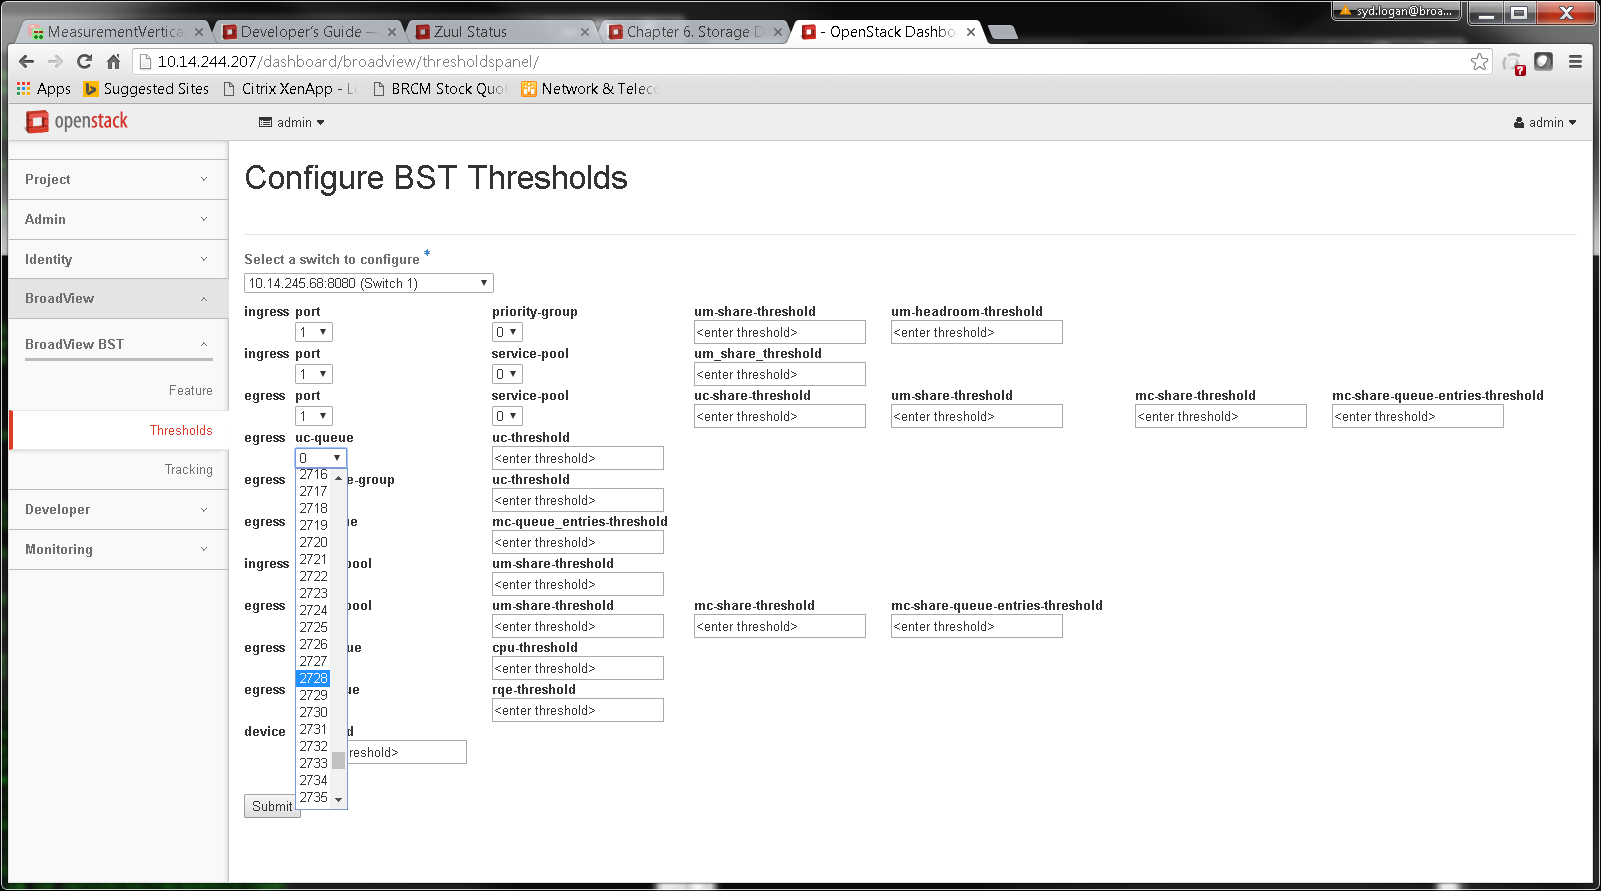 syd.logan@broa...
MeasurementVertica
Developer's Guide —
Zuul Status
Chapter 6. Storage D
- OpenStack Dashbo
10.14.244.207/dashboard/broadview/thresholdspanel/
Apps
Suggested Sites
Citrix XenApp - Lo
BRCM Stock Quot
Network & Telec
openstack
admin
admin
Project
Admin
Identity
BroadView
BroadView BST
Feature
Thresholds
Tracking
Developer
Monitoring
Configure BST Thresholds
Select a switch to configure *
10.14.245.68:8080 (Switch 1)
ingress port priority-group um-share-threshold um-headroom-threshold
1 0 <enter threshold> <enter threshold>
ingress port service-pool um_share_threshold
1 0 <enter threshold>
egress port service-pool uc-share-threshold um-share-threshold mc-share-threshold mc-share-queue-entries-threshold
1 0 <enter threshold> <enter threshold> <enter threshold> <enter threshold>
egress uc-queue uc-threshold
0 <enter threshold>
egress e-group uc-threshold
<enter threshold>
egress ue mc-queue_entries-threshold
<enter threshold>
ingress pool um-share-threshold
<enter threshold>
egress pool um-share-threshold mc-share-threshold mc-share-queue-entries-threshold
<enter threshold> <enter threshold> <enter threshold>
egress ue cpu-threshold
<enter threshold>
egress ue rqe-threshold
<enter threshold>
device d
reshold>
2716
2717
2718
2719
2720
2721
2722
2723
2724
2725
2726
2727
2728
2729
2730
2731
2732
2733
2734
2735
Submit